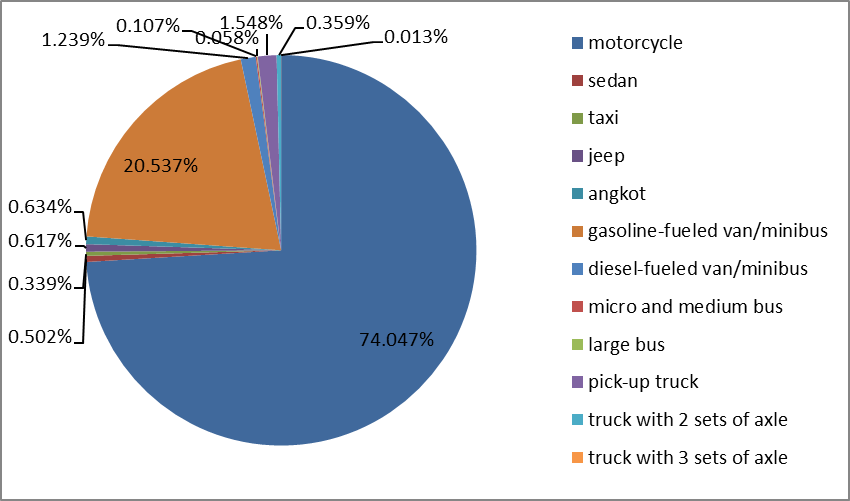 1.548%
0.359%
0.107%
0.058%
0.013%
1.239%
20.537%
0.634%
0.617%
0.339%
0.502%
74.047%
motorcycle
sedan
taxi
jeep
angkot
gasoline-fueled van/minibus
diesel-fueled van/minibus
micro and medium bus
large bus
pick-up truck
truck with 2 sets of axle
truck with 3 sets of axle